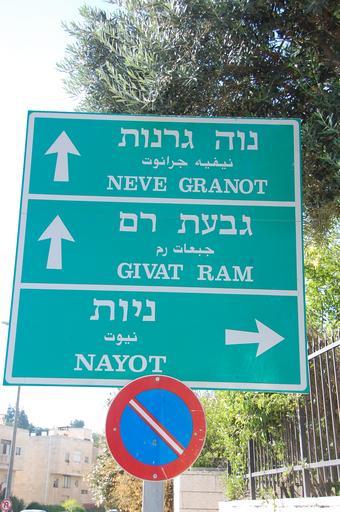 נוה גרנות
نيفيه جرانوت
NEVE GRANOT
גבעת רם
جبعات رم
GIVAT RAM
ניות
نيوت
NAYOT